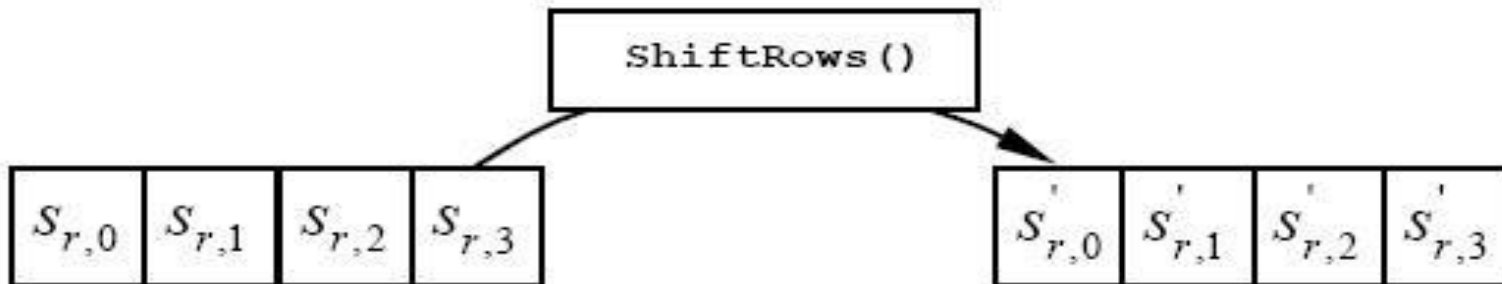 ShiftRows()
S r,0 S r,1 S r,2 S r,3 S' r,0 S' r,1 S' r,2 S' r,3